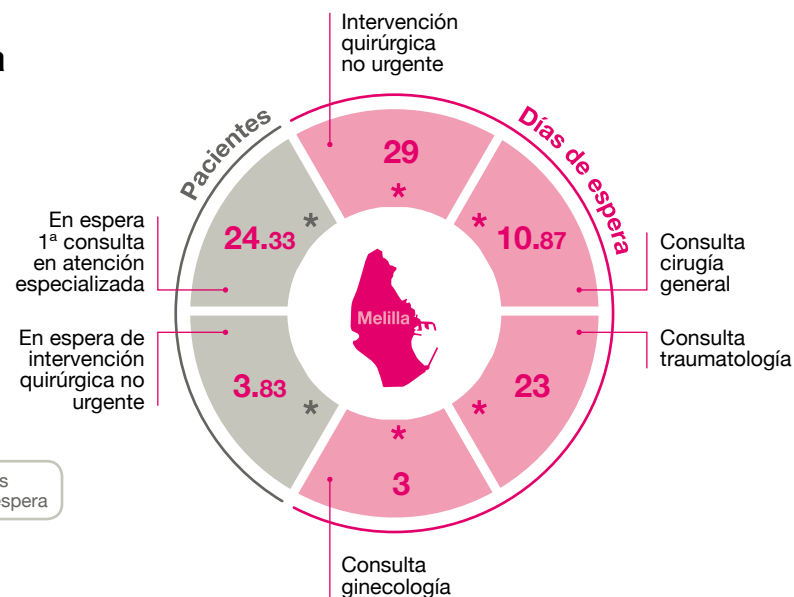 a
Intervención
quirúrgica
no urgente
Pacientes
Días de espera
29
*
24.33
*
*
10.87
En espera
1ª consulta
en atención
especializada
Consulta
cirugía
general
Melilla
En espera de
intervención
quirúrgica no
urgente
Consulta
traumatología
3.83
*
*
23
*
3
s
espera
Consulta
ginecología